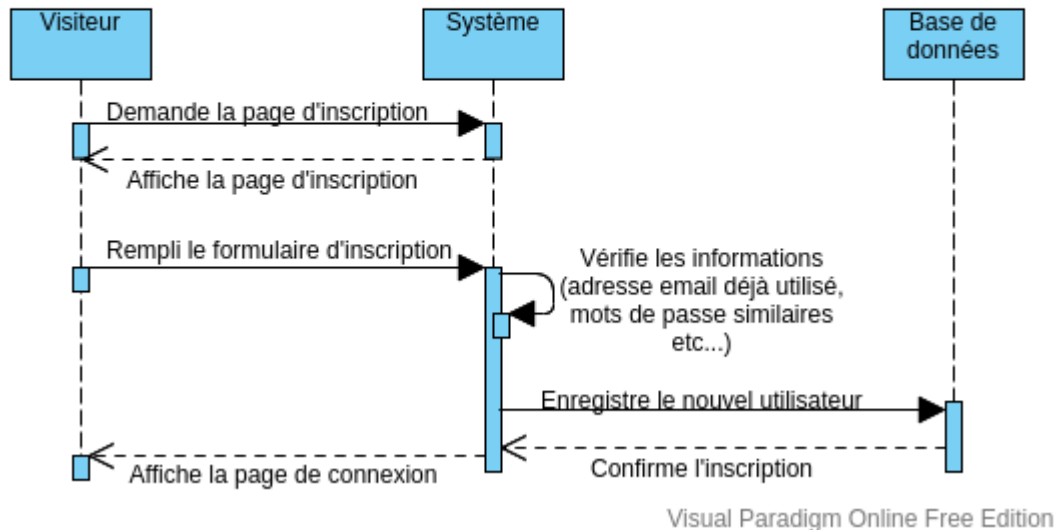 Visiteur
Système
Base de
données
Demande la page d'inscription
Affiche la page d'inscription
Rempli le formulaire d'inscription
Vérifie les informations
(adresse email déjà utilisé,
mots de passe similaires
etc...)
Enregistre le nouvel utilisateur
Confirme l'inscription
Affiche la page de connexion
Visual Paradigm Online Free Edition